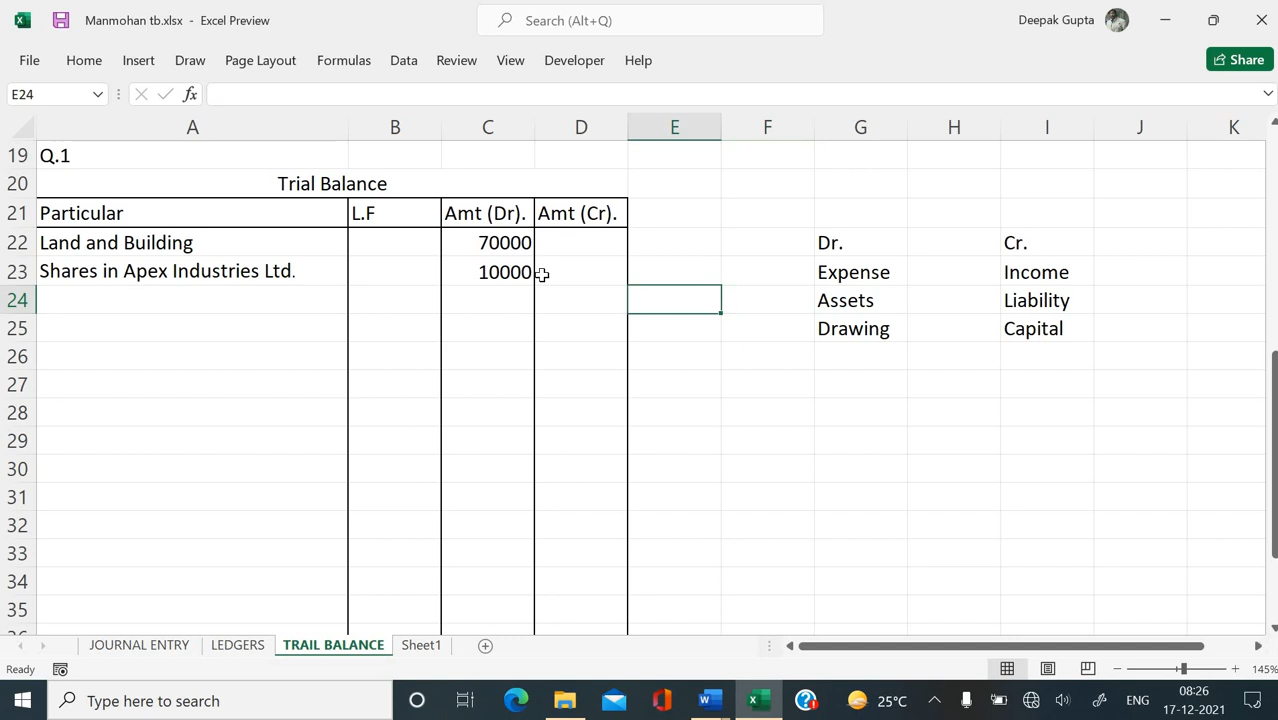 Manmohan tb.xlsx - Excel Preview
Search (Alt+Q)
Deepak Gupta
File Home Insert Draw Page Layout Formulas Data Review View Developer Help
Share
E24
fx
A B C D E F G H I J K
19 Q.1
20 Trial Balance
21 Particular L.F Amt (Dr). Amt (Cr).
22 Land and Building 70000 Dr. Cr.
23 Shares in Apex Industries Ltd. 10000 Expense Income
24 Assets Liability
25 Drawing Capital
26
27
28
29
30
31
32
33
34
35
JOURNAL ENTRY LEDGERS TRAIL BALANCE Sheet1
Ready 145%
Type here to search
25°C ENG
08:26
17-12-2021